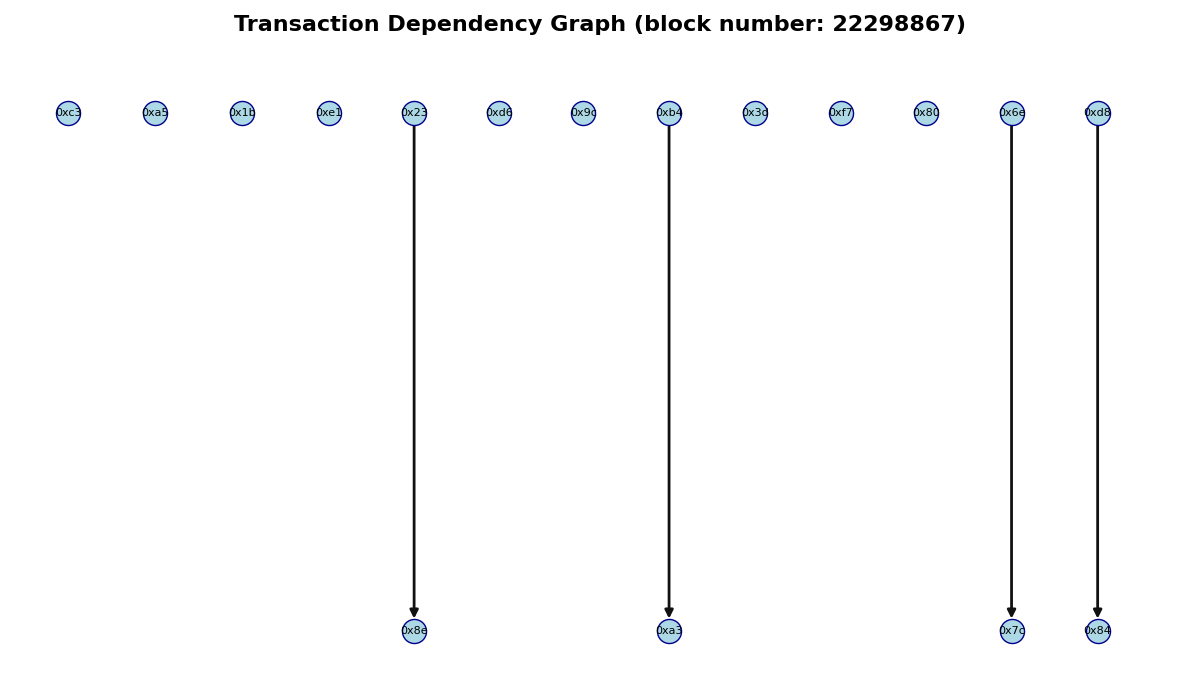 Transaction Dependency Graph (block number: 22298867)
0xc3 0xa5 0x1b 0xe1 0x23 0xd6 0x9c 0xb4 0x3d 0xf7 0x80 0x6e 0xd8
0x8e 0xa3 0x7c 0x84